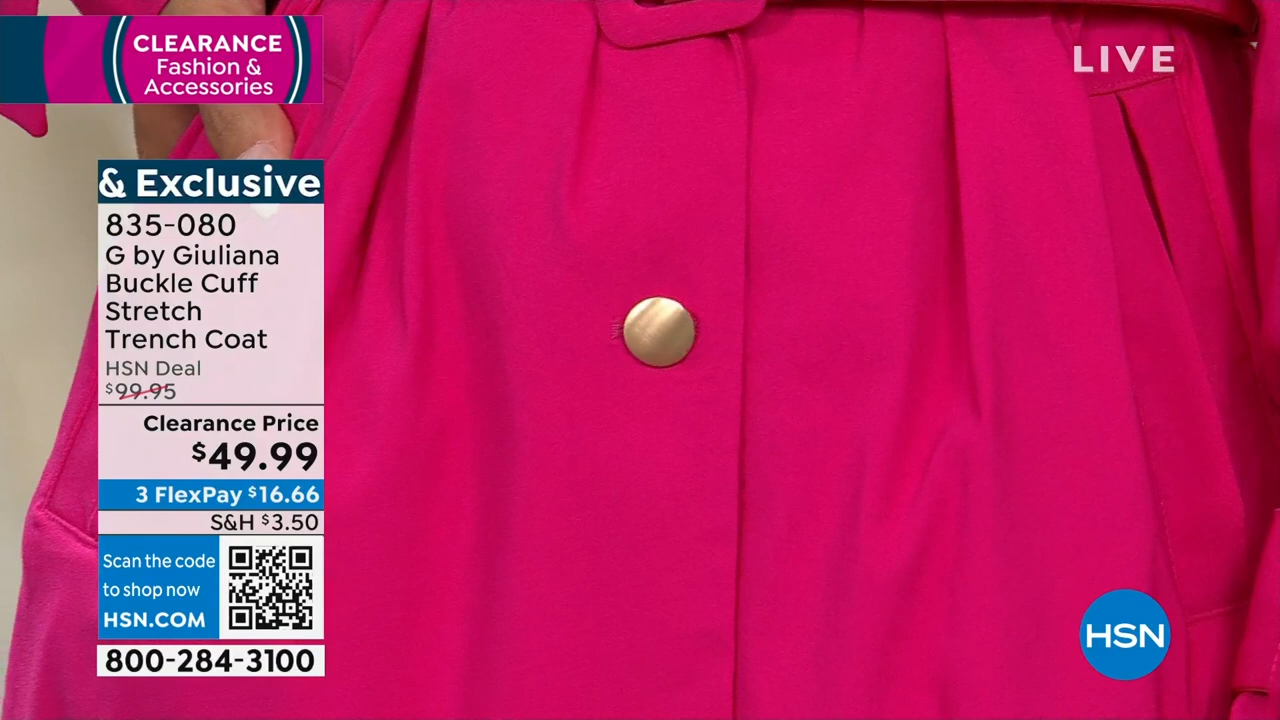 CLEARANCE
Fashion &
Accessories
LIVE
& Exclusive
835-080
G by Giuliana
Buckle Cuff
Stretch
Trench Coat
HSN Deal
$99.95
Clearance Price
$49.99
3 FlexPay $16.66
S&H $3.50
Scan the code
to shop now
HSN.COM
800-284-3100
HSN